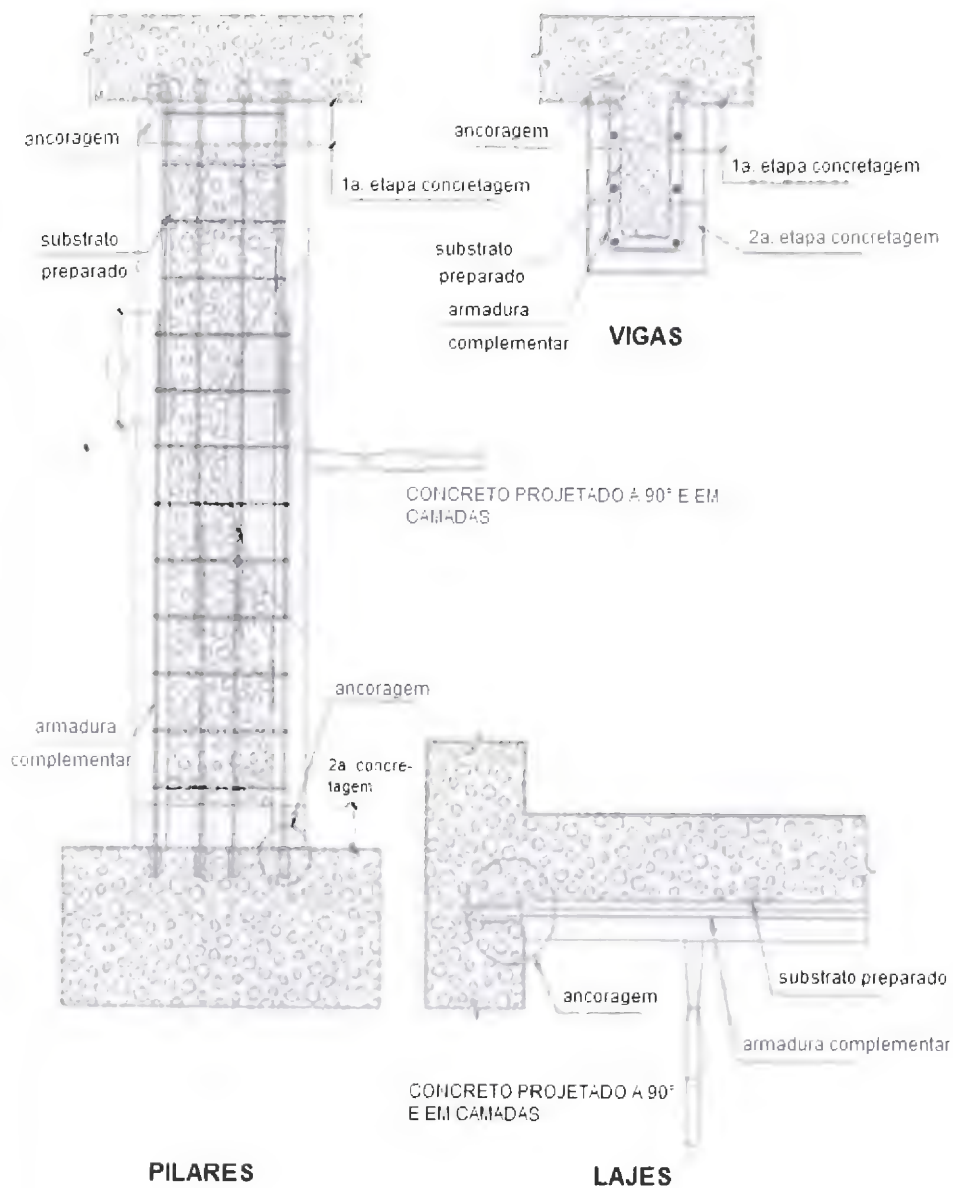 ancoragem
1a. etapa concretagem
substrato
preparado
ancoragem
1a. etapa concretagem
2a. etapa concretagem
substrato
preparado
armadura
complementar
VIGAS
CONCRETO PROJETADO A 90° E EM
CAMADAS
ancoragem
armadura
complementar
2a. concre-
tagem
PILARES
ancoragem
substrato preparado
armadura complementar
CONCRETO PROJETADO A 90°
E EM CAMADAS
LAJES